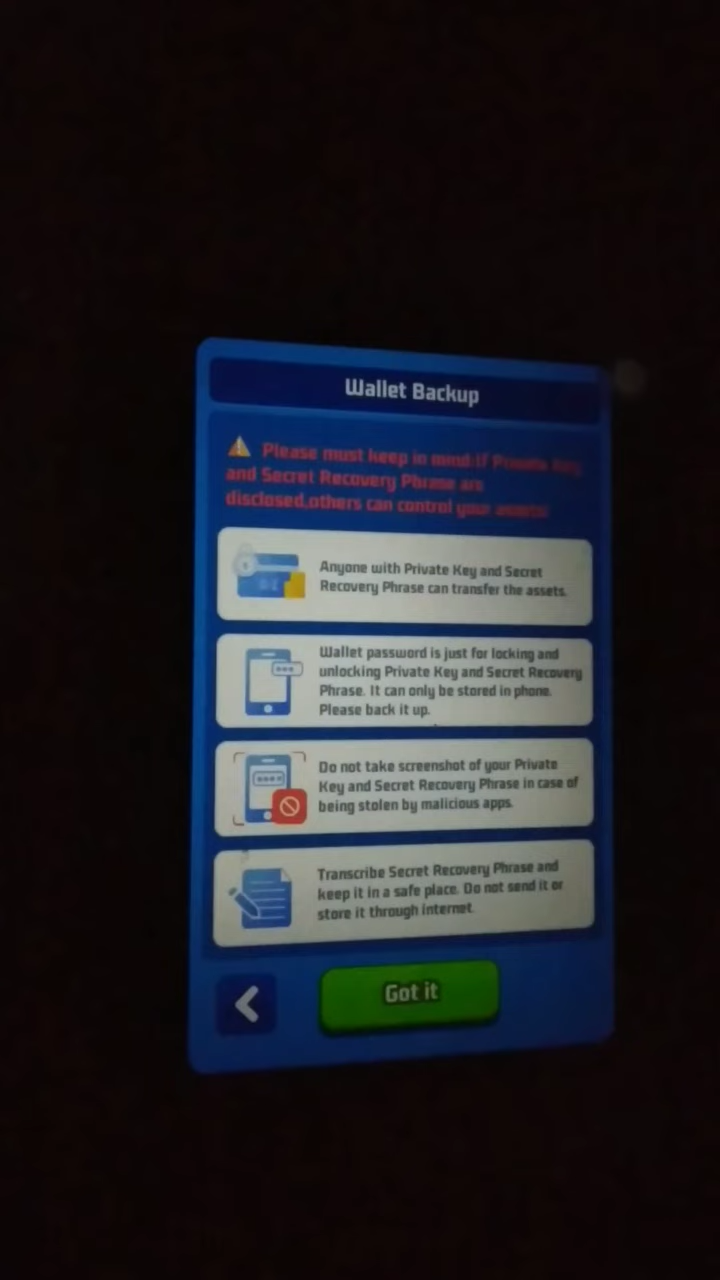 Wallet Backup
Please must keep in mind:If Private Key
and Secret Recovery Phrase are
disclosed,others can control your assets!
Anyone with Private Key and Secret
Recovery Phrase can transfer the assets.
Wallet password is just for locking and
unlocking Private Key and Secret Recovery
Phrase. It can only be stored in phone.
Please back it up.
Do not take screenshot of your Private
Key and Secret Recovery Phrase in case of
being stolen by malicious apps.
Transcribe Secret Recovery Phrase and
keep it in a safe place. Do not send it or
store it through internet.
Got it